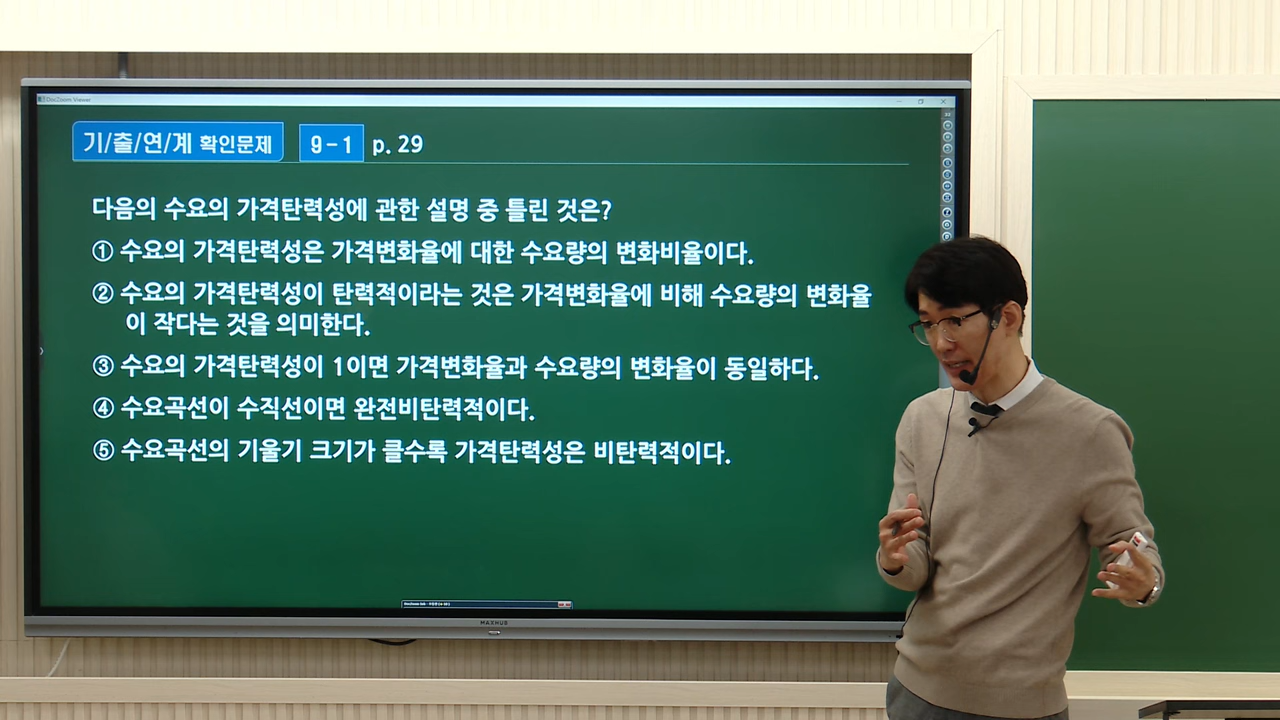 DocZoom Viewer
기/출/연/계 확인문제 9-1 p. 29
다음의 수요의 가격탄력성에 관한 설명 중 틀린 것은?
① 수요의 가격탄력성은 가격변화율에 대한 수요량의 변화비율이다.
② 수요의 가격탄력성이 탄력적이라는 것은 가격변화율에 비해 수요량의 변화율
이 작다는 것을 의미한다.
③ 수요의 가격탄력성이 1이면 가격변화율과 수요량의 변화율이 동일하다.
④ 수요곡선이 수직선이면 완전비탄력적이다.
⑤ 수요곡선의 기울기 크기가 클수록 가격탄력성은 비탄력적이다.
MAXHUB